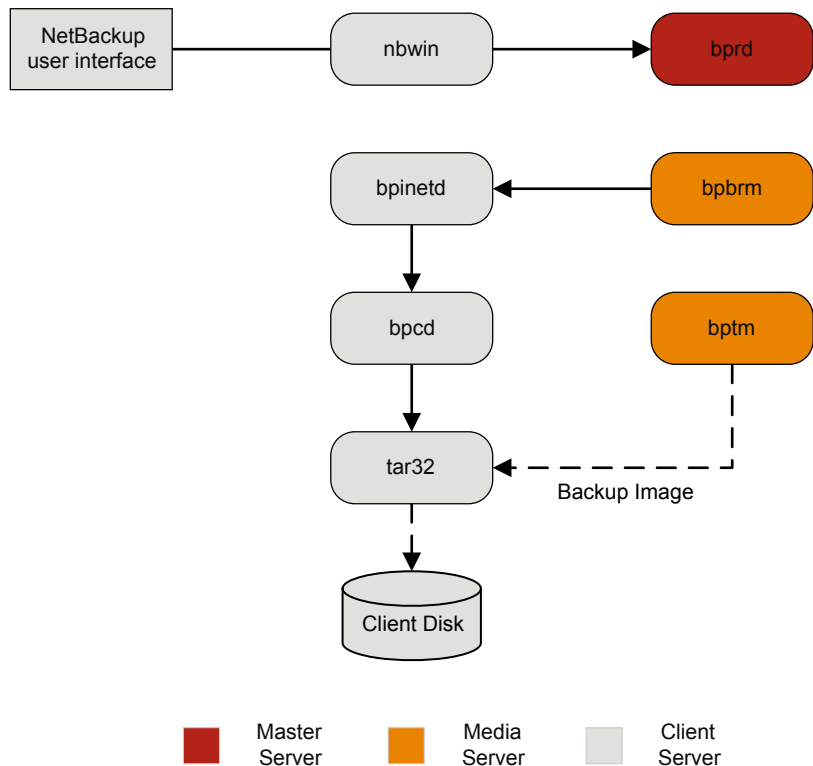 NetBackup
user interface
nbwin
bprd
bpinetd
bpbrm
bpcd
bptm
tar32
Backup Image
Client Disk
Master
Server
Media
Server
Client
Server